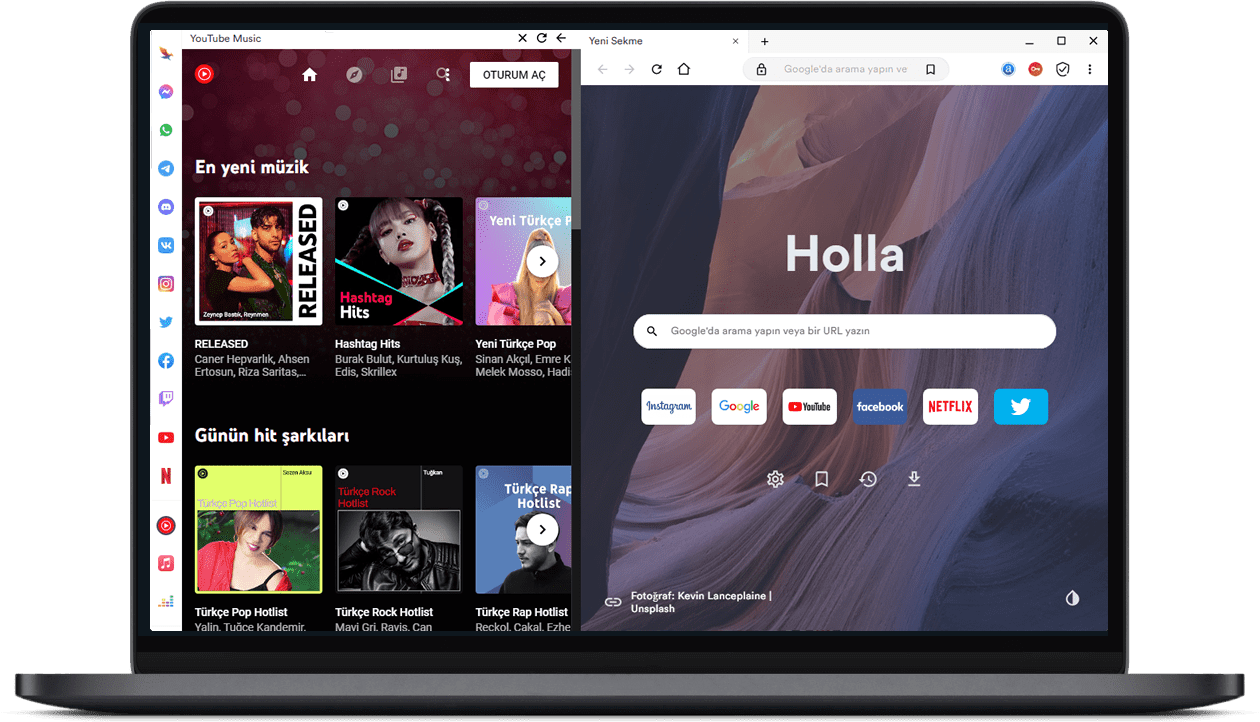 YouTube Music
OTURUM AÇ
En yeni müzik
RELEASED
Zeynep Bastık, Reynmen
Hashtag
Hits
Yeni Türkçe P
RELEASED
Caner Hepvarlık, Ahsen
Ertosun, Riza Saritas,...
Hashtag Hits
Burak Bulut, Kurtuluş Kuş,
Edis, Skrillex
Yeni Türkçe Pop
Sinan Akçıl, Emre K
Melek Mosso, Hadi
Günün hit şarkıları
Sezen Aksu
Türkçe Pop Hotlist
Tuğkan
Türkçe Rock
Hotlist
Türkçe Rap
Hotlist
Türkçe Pop Hotlist
Yalın, Tuğçe Kandemir,
Türkçe Rock Hotlist
Mavi Gri, Ravis, Can
Türkçe Rap Hotlist
Reckol, Cakal, Ezhe
Yeni Sekme
Google'da arama yapın ve
a
Holla
Google'da arama yapın veya bir URL yazın
Instagram
Google
YouTube
facebook
NETFLIX
Fotoğraf: Kevin Lanceplaine |
Unsplash